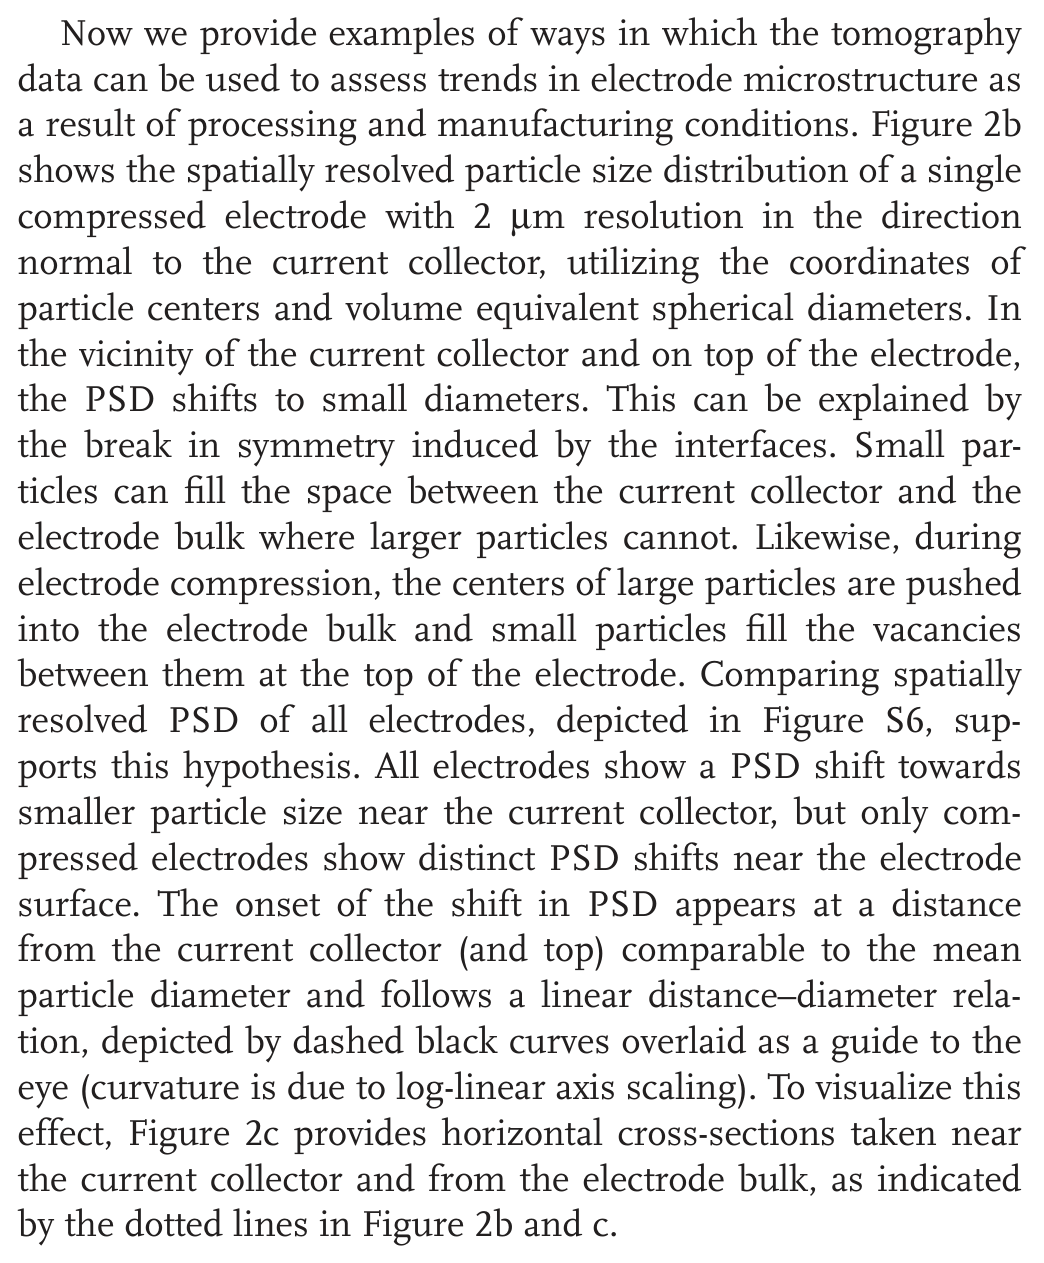 Now we provide examples of ways in which the tomography
data can be used to assess trends in electrode microstructure as
a result of processing and manufacturing conditions. Figure 2b
shows the spatially resolved particle size distribution of a single
compressed electrode with 2 μm resolution in the direction
normal to the current collector, utilizing the coordinates of
particle centers and volume equivalent spherical diameters. In
the vicinity of the current collector and on top of the electrode,
the PSD shifts to small diameters. This can be explained by
the break in symmetry induced by the interfaces. Small par-
ticles can fill the space between the current collector and the
electrode bulk where larger particles cannot. Likewise, during
electrode compression, the centers of large particles are pushed
into the electrode bulk and small particles fill the vacancies
between them at the top of the electrode. Comparing spatially
resolved PSD of all electrodes, depicted in Figure S6, sup-
ports this hypothesis. All electrodes show a PSD shift towards
smaller particle size near the current collector, but only com-
pressed electrodes show distinct PSD shifts near the electrode
surface. The onset of the shift in PSD appears at a distance
from the current collector (and top) comparable to the mean
particle diameter and follows a linear distance–diameter rela-
tion, depicted by dashed black curves overlaid as a guide to the
eye (curvature is due to log-linear axis scaling). To visualize this
effect, Figure 2c provides horizontal cross-sections taken near
the current collector and from the electrode bulk, as indicated
by the dotted lines in Figure 2b and c.